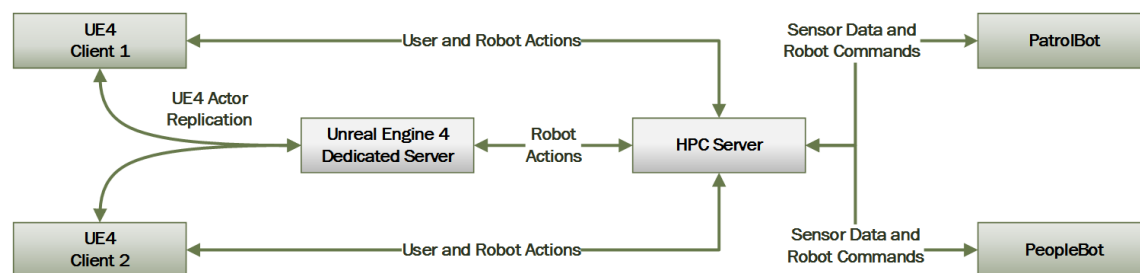 UE4
Client 1
User and Robot Actions
Sensor Data and
Robot Commands
PatrolBot
UE4 Actor
Replication
Unreal Engine 4
Dedicated Server
Robot
Actions
HPC Server
UE4
Client 2
User and Robot Actions
Sensor Data and
Robot Commands
PeopleBot